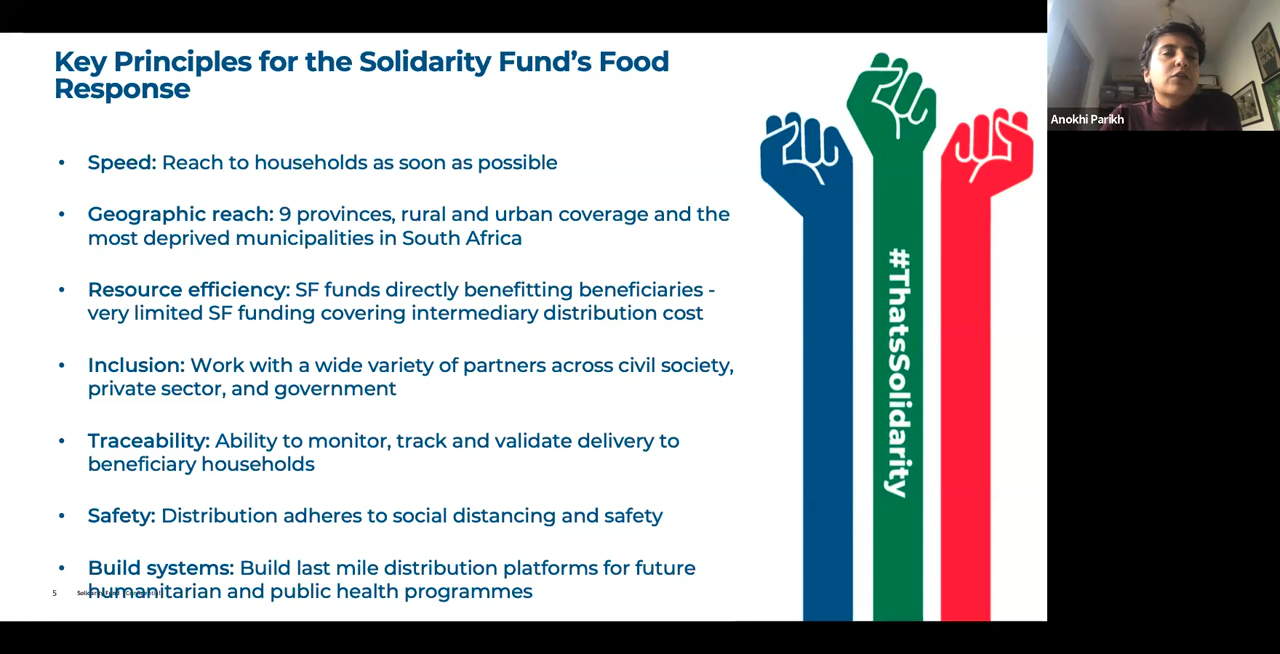 Key Principles for the Solidarity Fund's Food
Response
• Speed: Reach to households as soon as possible
• Geographic reach: 9 provinces, rural and urban coverage and the
most deprived municipalities in South Africa
• Resource efficiency: SF funds directly benefitting beneficiaries -
very limited SF funding covering intermediary distribution cost
• Inclusion: Work with a wide variety of partners across civil society,
private sector, and government
• Traceability: Ability to monitor, track and validate delivery to
beneficiary households
• Safety: Distribution adheres to social distancing and safety
• Build systems: Build last mile distribution platforms for future
humanitarian and public health programmes
5
#ThatsSolidarity
Anokhi Parikh